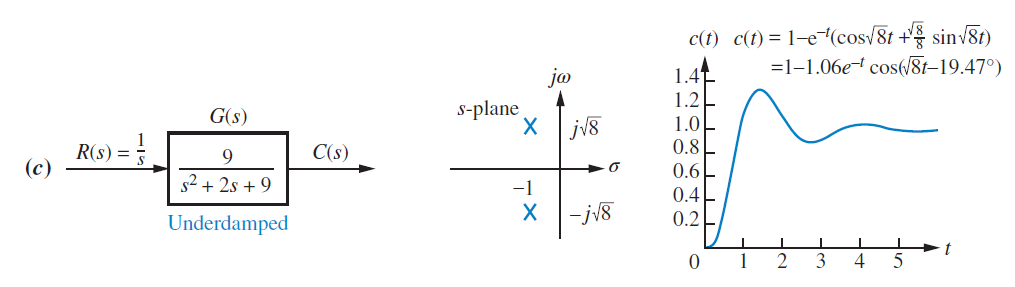 (c)
R(s) = 1/s
G(s)
9
s² + 2s + 9
C(s)
Underdamped
jω
s-plane
j√8
σ
−1
−j√8
c(t) c(t) = 1–e⁻ᵗ(cos√8t + √8/8 sin√8t)
=1–1.06e⁻ᵗ cos(√8t–19.47°)
1.4
1.2
1.0
0.8
0.6
0.4
0.2
0 1 2 3 4 5 t